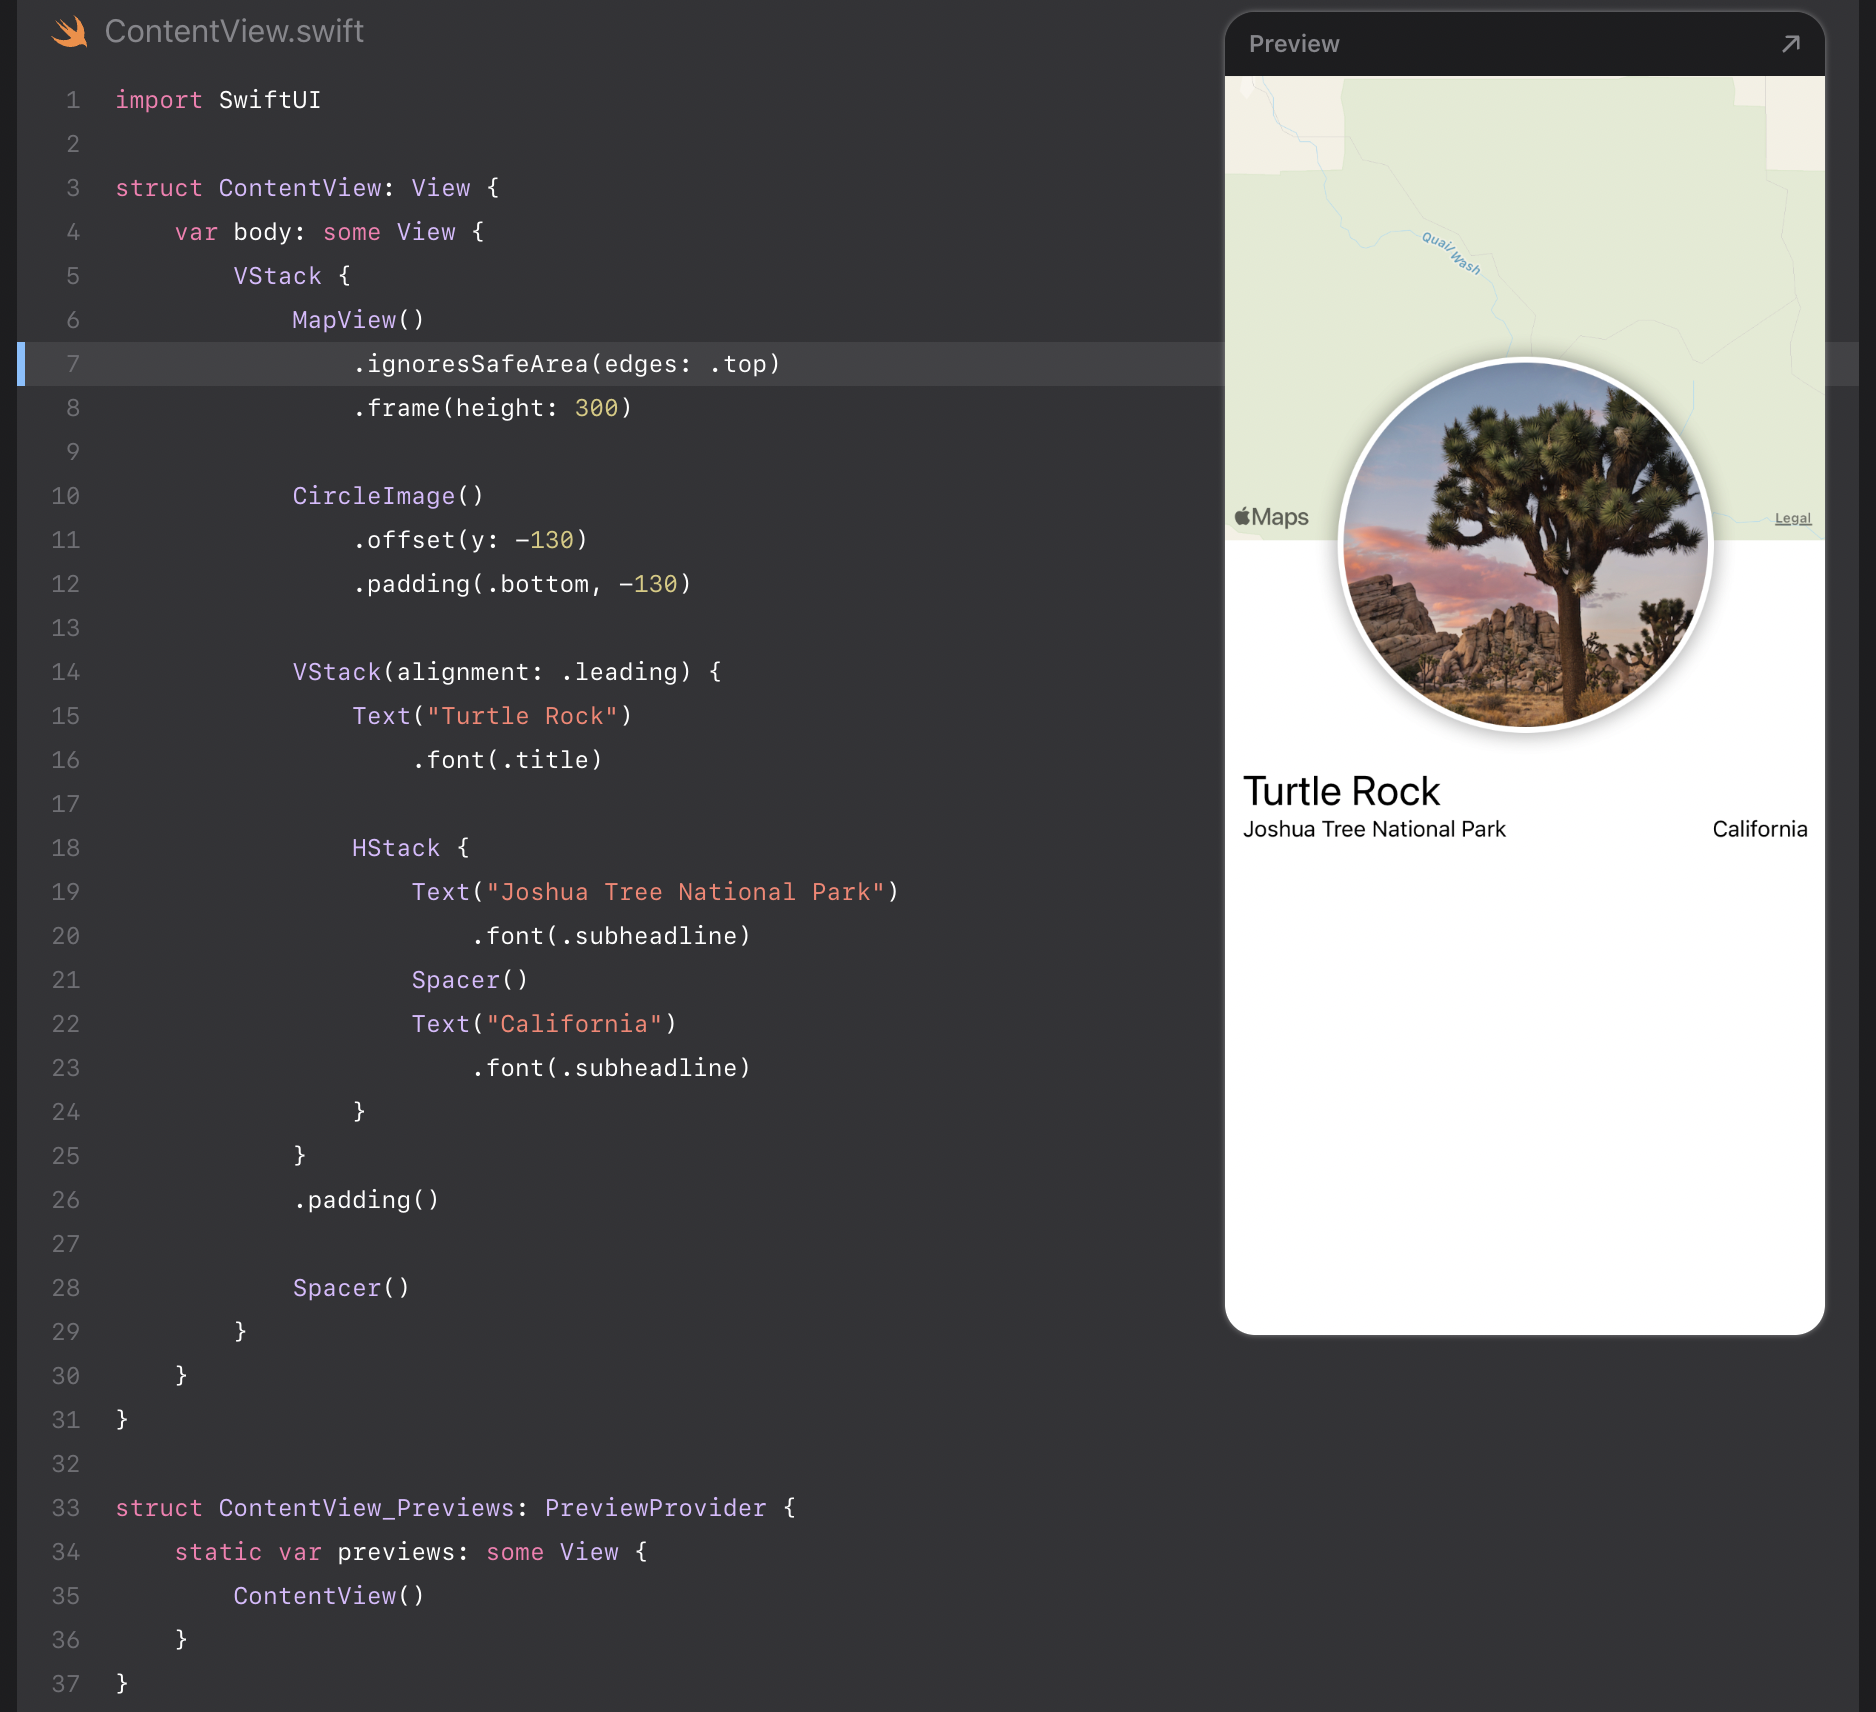 ContentView.swift
1 import SwiftUI
2
3 struct ContentView: View {
4     var body: some View {
5         VStack {
6             MapView()
7                 .ignoresSafeArea(edges: .top)
8                 .frame(height: 300)
9
10             CircleImage()
11                 .offset(y: -130)
12                 .padding(.bottom, -130)
13
14             VStack(alignment: .leading) {
15                 Text("Turtle Rock")
16                     .font(.title)
17
18                 HStack {
19                     Text("Joshua Tree National Park")
20                         .font(.subheadline)
21                     Spacer()
22                     Text("California")
23                         .font(.subheadline)
24                 }
25             }
26             .padding()
27
28             Spacer()
29         }
30     }
31 }
32
33 struct ContentView_Previews: PreviewProvider {
34     static var previews: some View {
35         ContentView()
36     }
37 }
Preview
Quail Wash
Maps
Legal
Turtle Rock
Joshua Tree National Park California